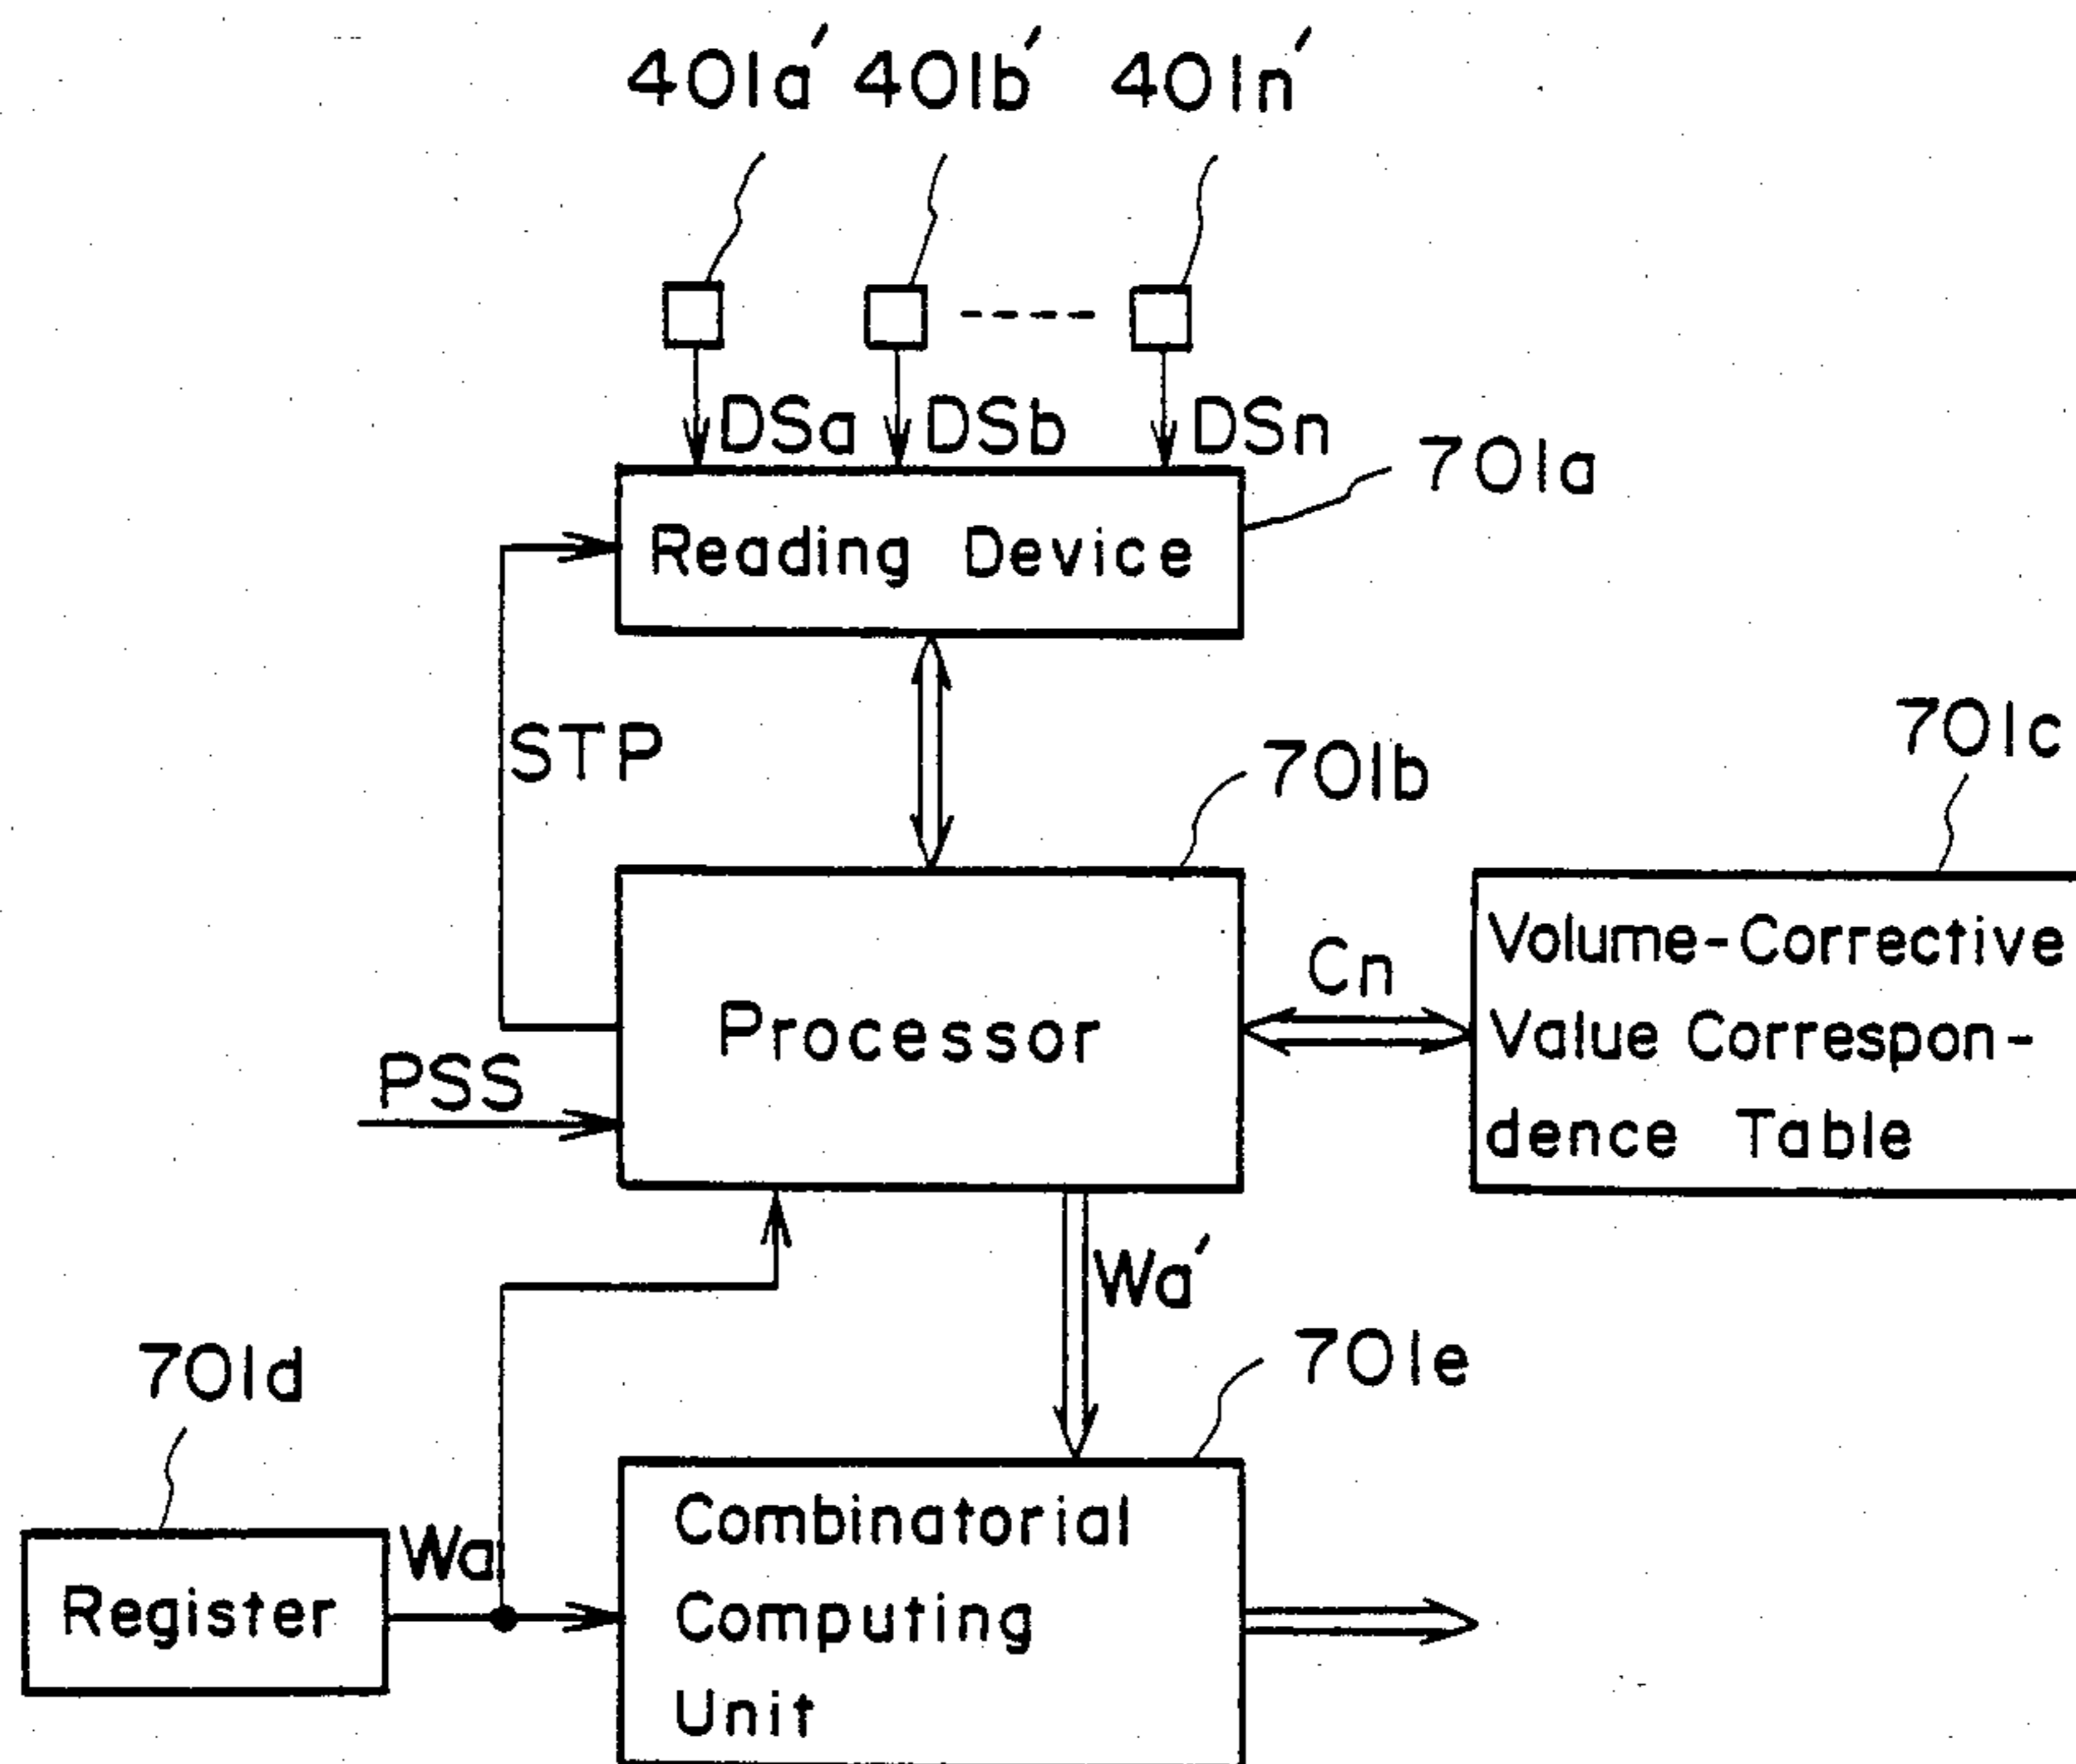 401a′ 401b′ 401n′
DSa DSb DSn
701a
Reading Device
STP
701b
701c
Cn
Volume-Corrective
Value Correspon-
dence Table
Processor
PSS
Wa′
701d
701e
Wa
Register
Combinatorial
Computing
Unit